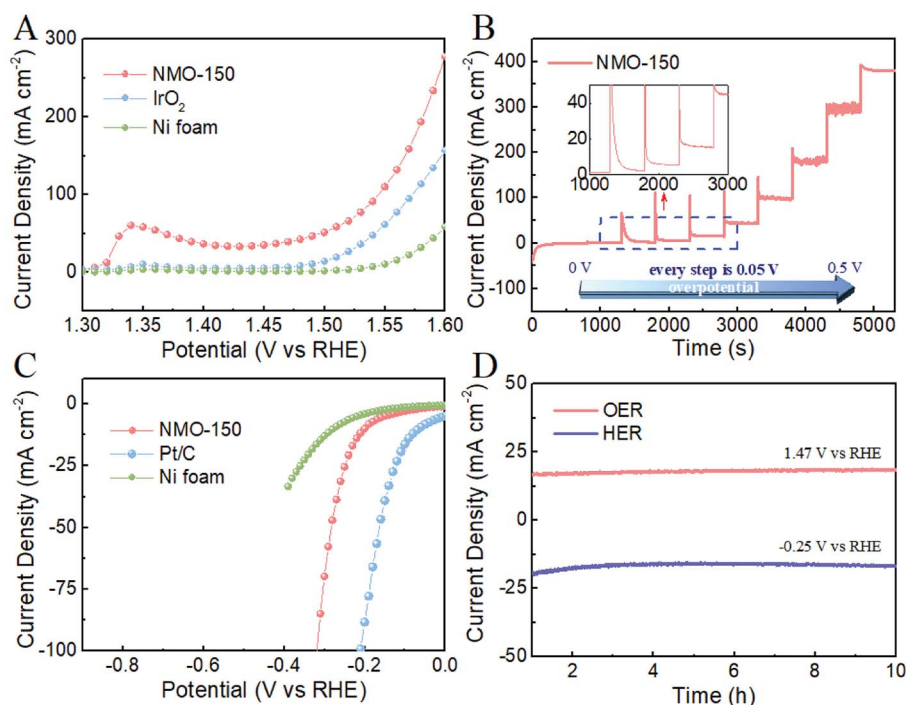 A
300
200
100
0
1.30
1.35
1.40
1.45
1.50
1.55
1.60
Current Density (mA cm⁻²)
Potential (V vs RHE)
NMO-150
IrO₂
Ni foam
B
400
300
200
100
0
-100
0
1000
2000
3000
4000
5000
Current Density (mA cm⁻²)
Time (s)
NMO-150
40
20
0
1000
2000
3000
0 V
every step is 0.05 V
0.5 V
overpotential
C
0
-25
-50
-75
-100
-0.8
-0.6
-0.4
-0.2
0.0
Current Density (mA cm⁻²)
Potential (V vs RHE)
NMO-150
Pt/C
Ni foam
D
50
25
0
-25
-50
2
4
6
8
10
Current Density (mA cm⁻²)
Time (h)
OER
HER
1.47 V vs RHE
-0.25 V vs RHE